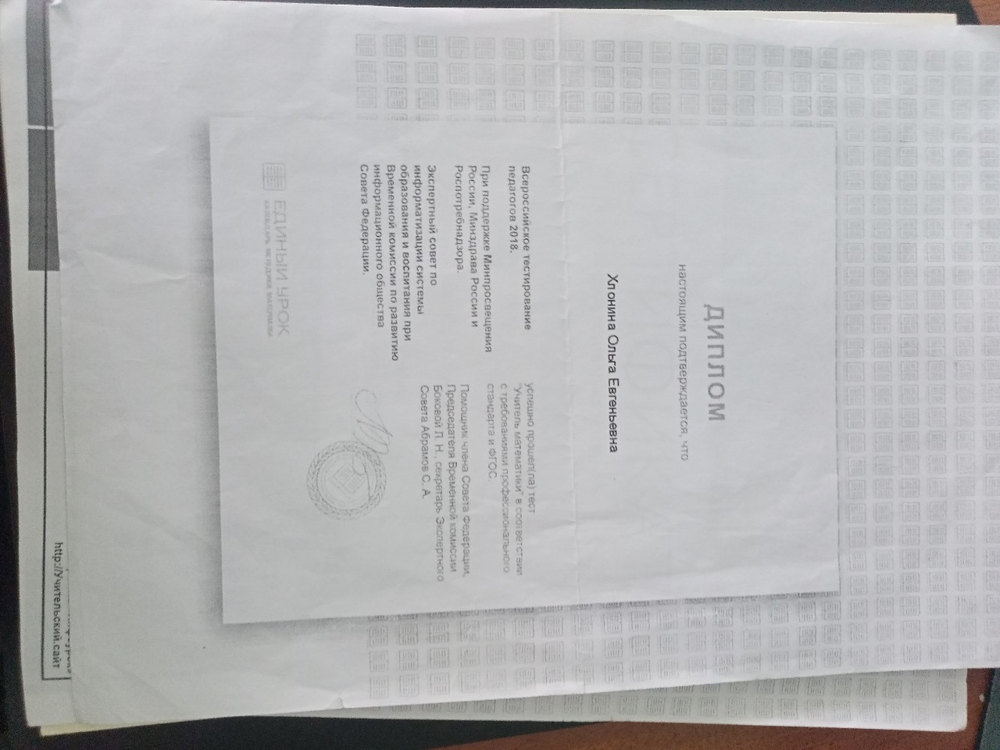 ДИПЛОМ
настоящим подтверждается, что
Хлонина Ольга Евгеньевна
Всероссийское тестирование
педагогов 2018.
При поддержке Минпросвещения
России, Минздрава России и
Роспотребнадзора.
Экспертный совет по
информатизации системы
образования и воспитания при
Временной комиссии по развитию
информационного общества
Совета Федерации.
успешно прошел(ла) тест
"Учитель математики" в соответствии
с требованиями профессионального
стандарта и ФГОС.
Помощник члена Совета Федерации,
Председателя Временной комиссии
Боковой Л. Н., секретарь Экспертного
Совета Абрамов С. А.
ЕДИНЫЙ УРОК
КАЛЕНДАРЬ, МЕТОДИКИ, МАТЕРИАЛЫ
http://Учительский.сайт